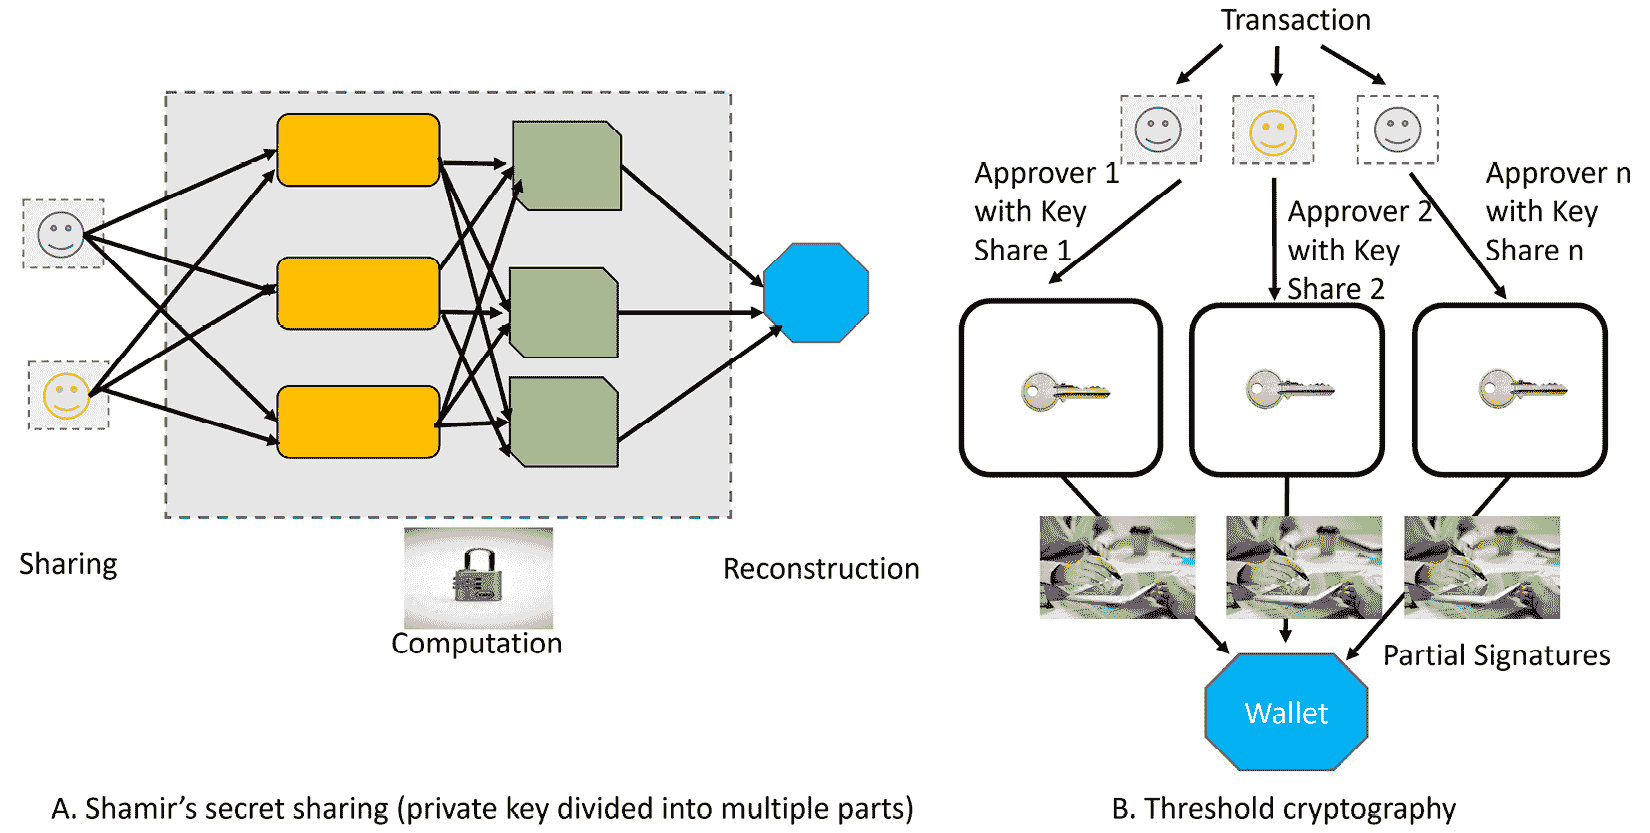 Transaction
Approver 1
with Key
Share 1
Approver 2
with Key
Share 2
Approver n
with Key
Share n
Sharing
Computation
Reconstruction
Partial Signatures
Wallet
A. Shamir’s secret sharing (private key divided into multiple parts)
B. Threshold cryptography